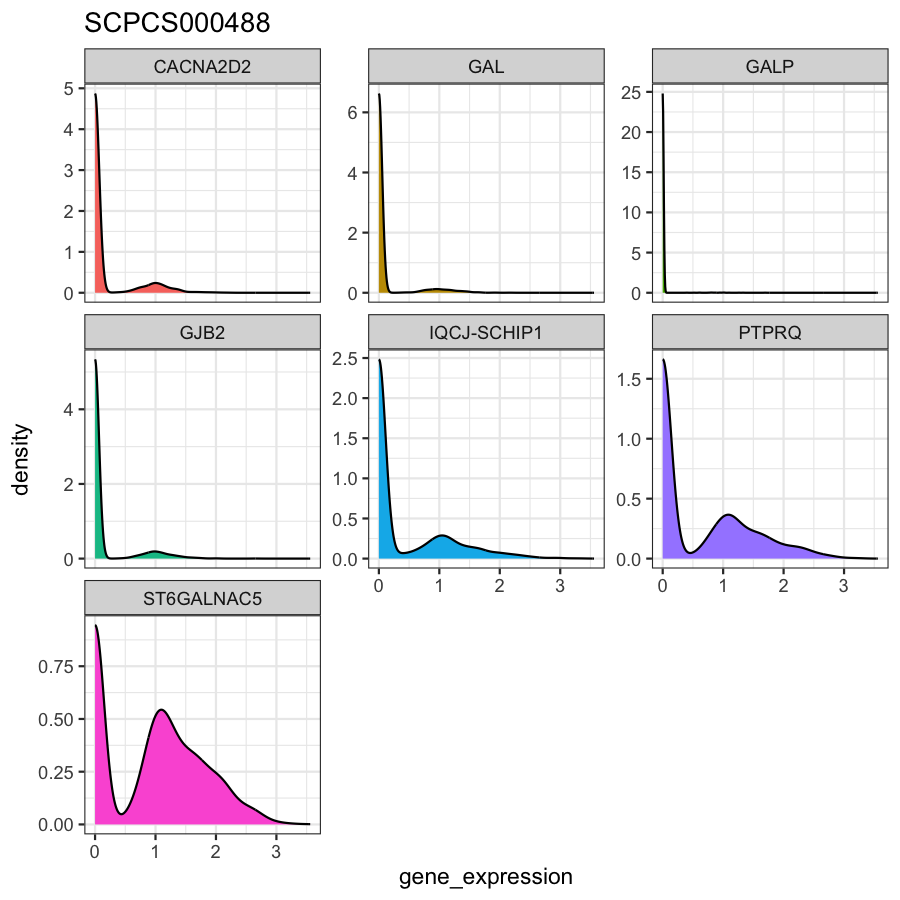 SCPCS000488
CACNA2D2 GAL GALP
5 4 3 2 1 0
6 4 2 0
25 20 15 10 5 0
GJB2 IQCJ-SCHIP1 PTPRQ
4 2 0
2.5 2.0 1.5 1.0 0.5 0.0
1.5 1.0 0.5 0.0
0 1 2 3
0 1 2 3
density
ST6GALNAC5
0.75 0.50 0.25 0.00
0 1 2 3
gene_expression